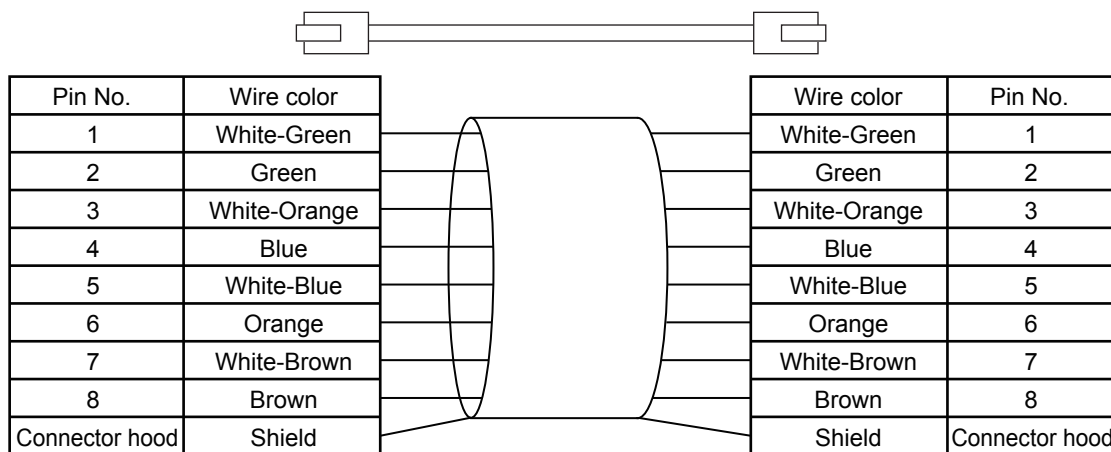 Pin No. Wire color Wire color Pin No.
1 White-Green White-Green 1
2 Green Green 2
3 White-Orange White-Orange 3
4 Blue Blue 4
5 White-Blue White-Blue 5
6 Orange Orange 6
7 White-Brown White-Brown 7
8 Brown Brown 8
Connector hood Shield Shield Connector hood